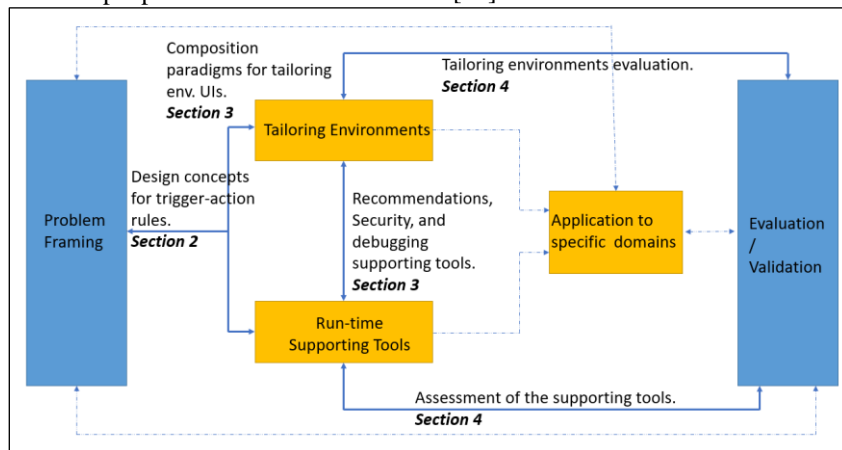 Composition
paradigms for tailoring
env. UIs.
Section 3
Tailoring environments evaluation.
Section 4
Tailoring Environments
Design concepts
for trigger-action
rules.
Section 2
Problem
Framing
Recommendations,
Security, and
debugging
supporting tools.
Section 3
Application to
specific domains
Evaluation
/
Validation
Run-time
Supporting Tools
Assessment of the supporting tools.
Section 4